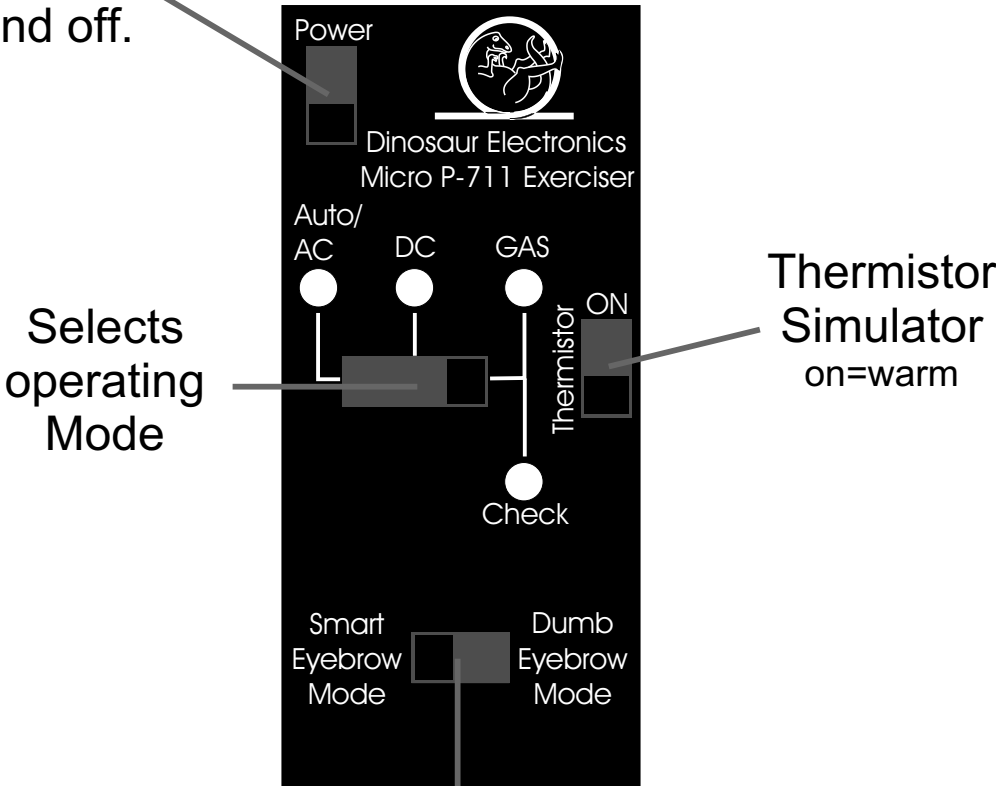 nd off.
Power
Dinosaur Electronics
Micro P-711 Exerciser
Auto/
AC
DC
GAS
ON
Thermistor
Check
Selects
operating
Mode
Thermistor
Simulator
on=warm
Smart
Eyebrow
Mode
Dumb
Eyebrow
Mode